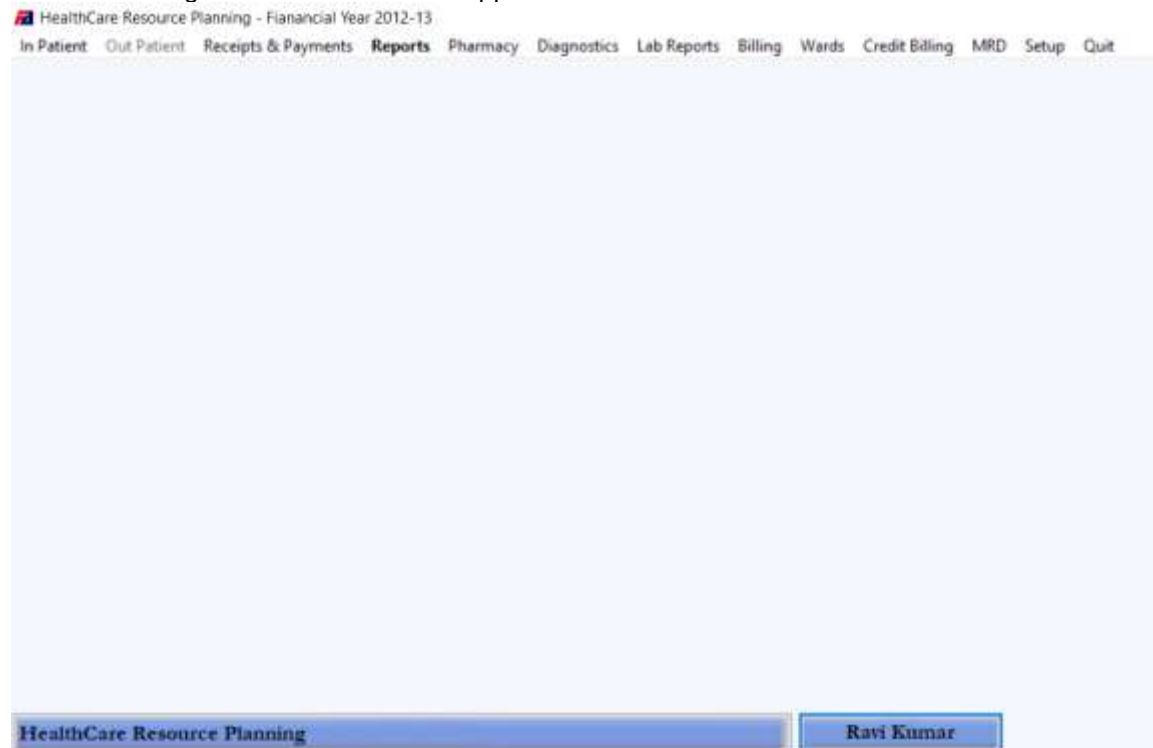 HealthCare Resource Planning - Fianancial Year 2012-13
In Patient Out Patient Receipts & Payments Reports Pharmacy Diagnostics Lab Reports Billing Wards Credit Billing MRD Setup Quit
HealthCare Resource Planning Ravi Kumar